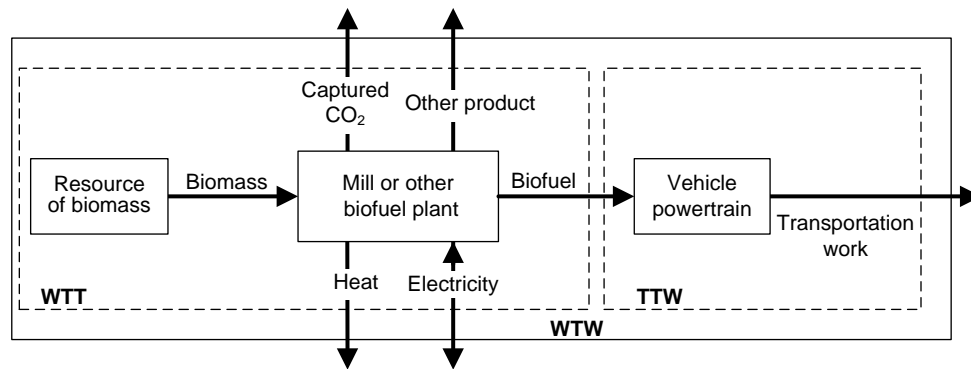 Captured
CO₂
Other product
Resource
of biomass
Biomass
Mill or other
biofuel plant
Biofuel
Vehicle
powertrain
Transportation
work
Heat
Electricity
WTT
TTW
WTW